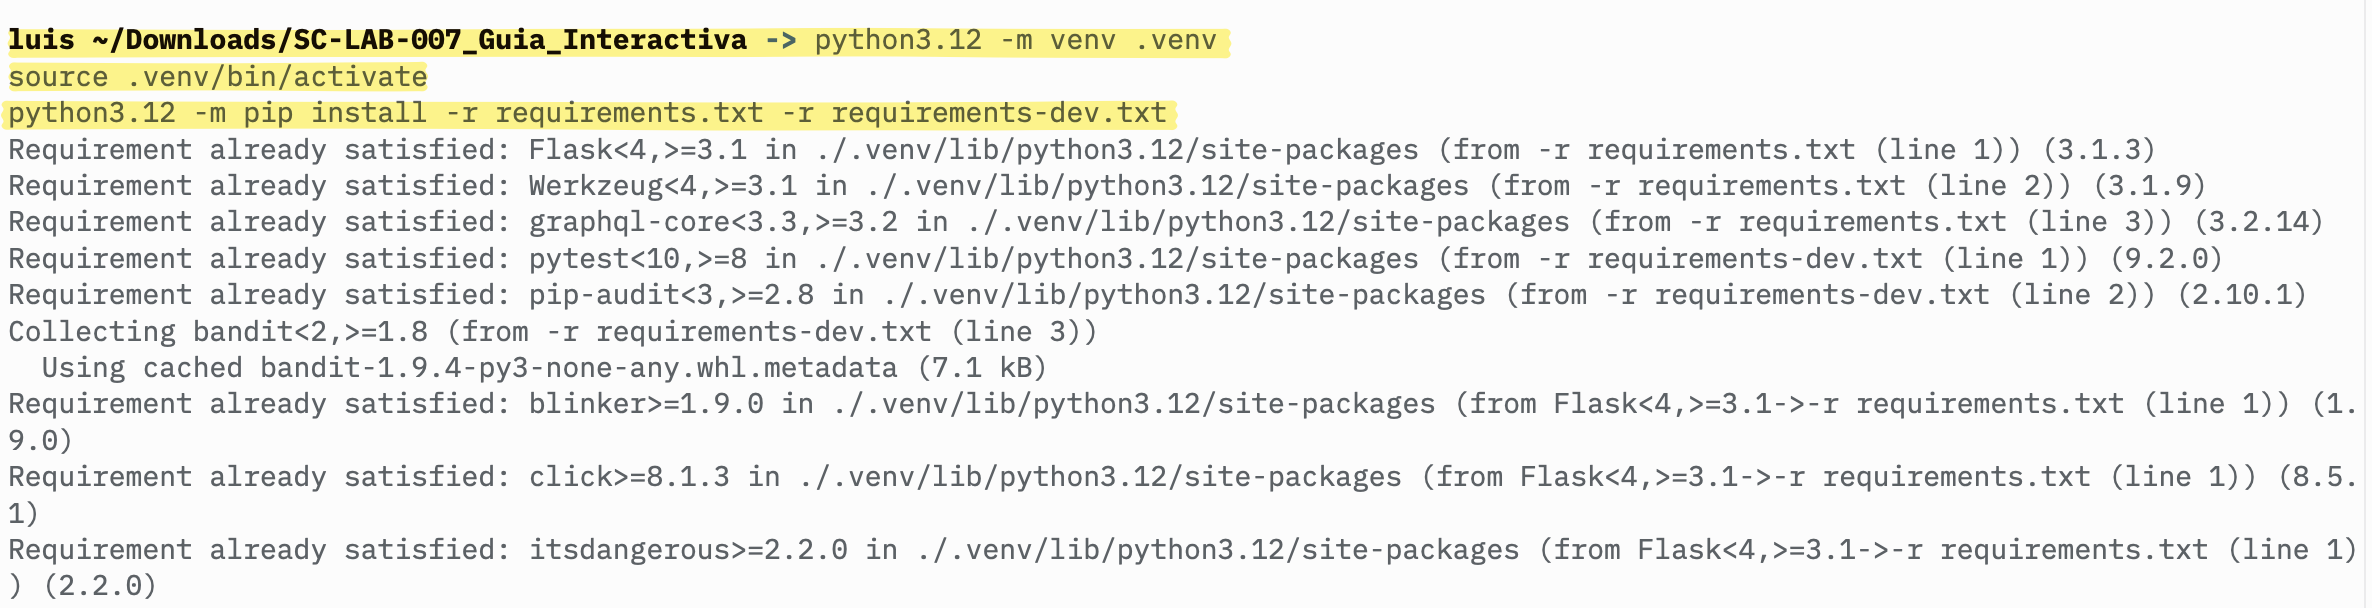 luis ~/Downloads/SC-LAB-007_Guia_Interactiva -> python3.12 -m venv .venv
source .venv/bin/activate
python3.12 -m pip install -r requirements.txt -r requirements-dev.txt
Requirement already satisfied: Flask<4,>=3.1 in ./.venv/lib/python3.12/site-packages (from -r requirements.txt (line 1)) (3.1.3)
Requirement already satisfied: Werkzeug<4,>=3.1 in ./.venv/lib/python3.12/site-packages (from -r requirements.txt (line 2)) (3.1.9)
Requirement already satisfied: graphql-core<3.3,>=3.2 in ./.venv/lib/python3.12/site-packages (from -r requirements.txt (line 3)) (3.2.14)
Requirement already satisfied: pytest<10,>=8 in ./.venv/lib/python3.12/site-packages (from -r requirements-dev.txt (line 1)) (9.2.0)
Requirement already satisfied: pip-audit<3,>=2.8 in ./.venv/lib/python3.12/site-packages (from -r requirements-dev.txt (line 2)) (2.10.1)
Collecting bandit<2,>=1.8 (from -r requirements-dev.txt (line 3))
  Using cached bandit-1.9.4-py3-none-any.whl.metadata (7.1 kB)
Requirement already satisfied: blinker>=1.9.0 in ./.venv/lib/python3.12/site-packages (from Flask<4,>=3.1->-r requirements.txt (line 1)) (1.
9.0)
Requirement already satisfied: click>=8.1.3 in ./.venv/lib/python3.12/site-packages (from Flask<4,>=3.1->-r requirements.txt (line 1)) (8.5.
1)
Requirement already satisfied: itsdangerous>=2.2.0 in ./.venv/lib/python3.12/site-packages (from Flask<4,>=3.1->-r requirements.txt (line 1)
) (2.2.0)